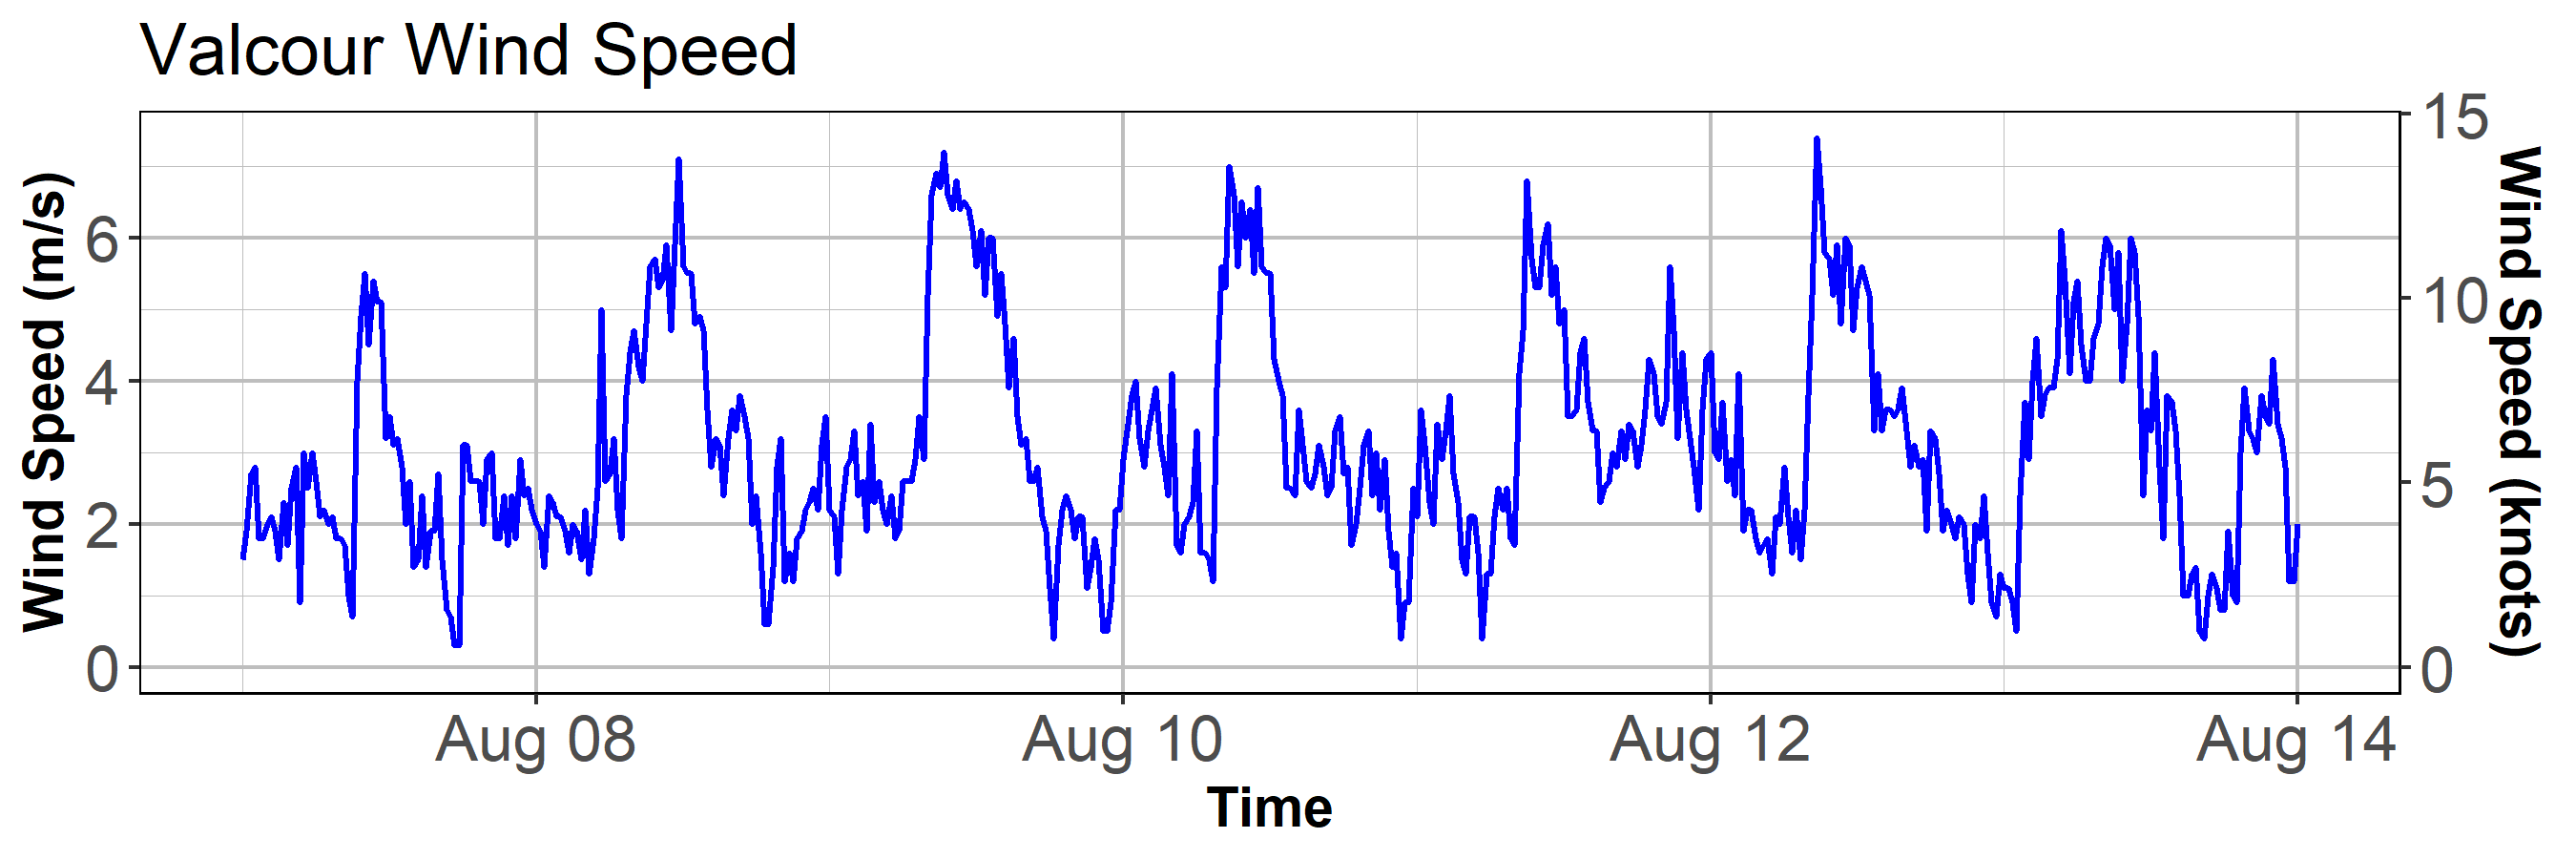 Valcour Wind Speed
Wind Speed (m/s)
6
4
2
0
15
10
5
0
Wind Speed (knots)
Aug 08
Aug 10
Aug 12
Aug 14
Time